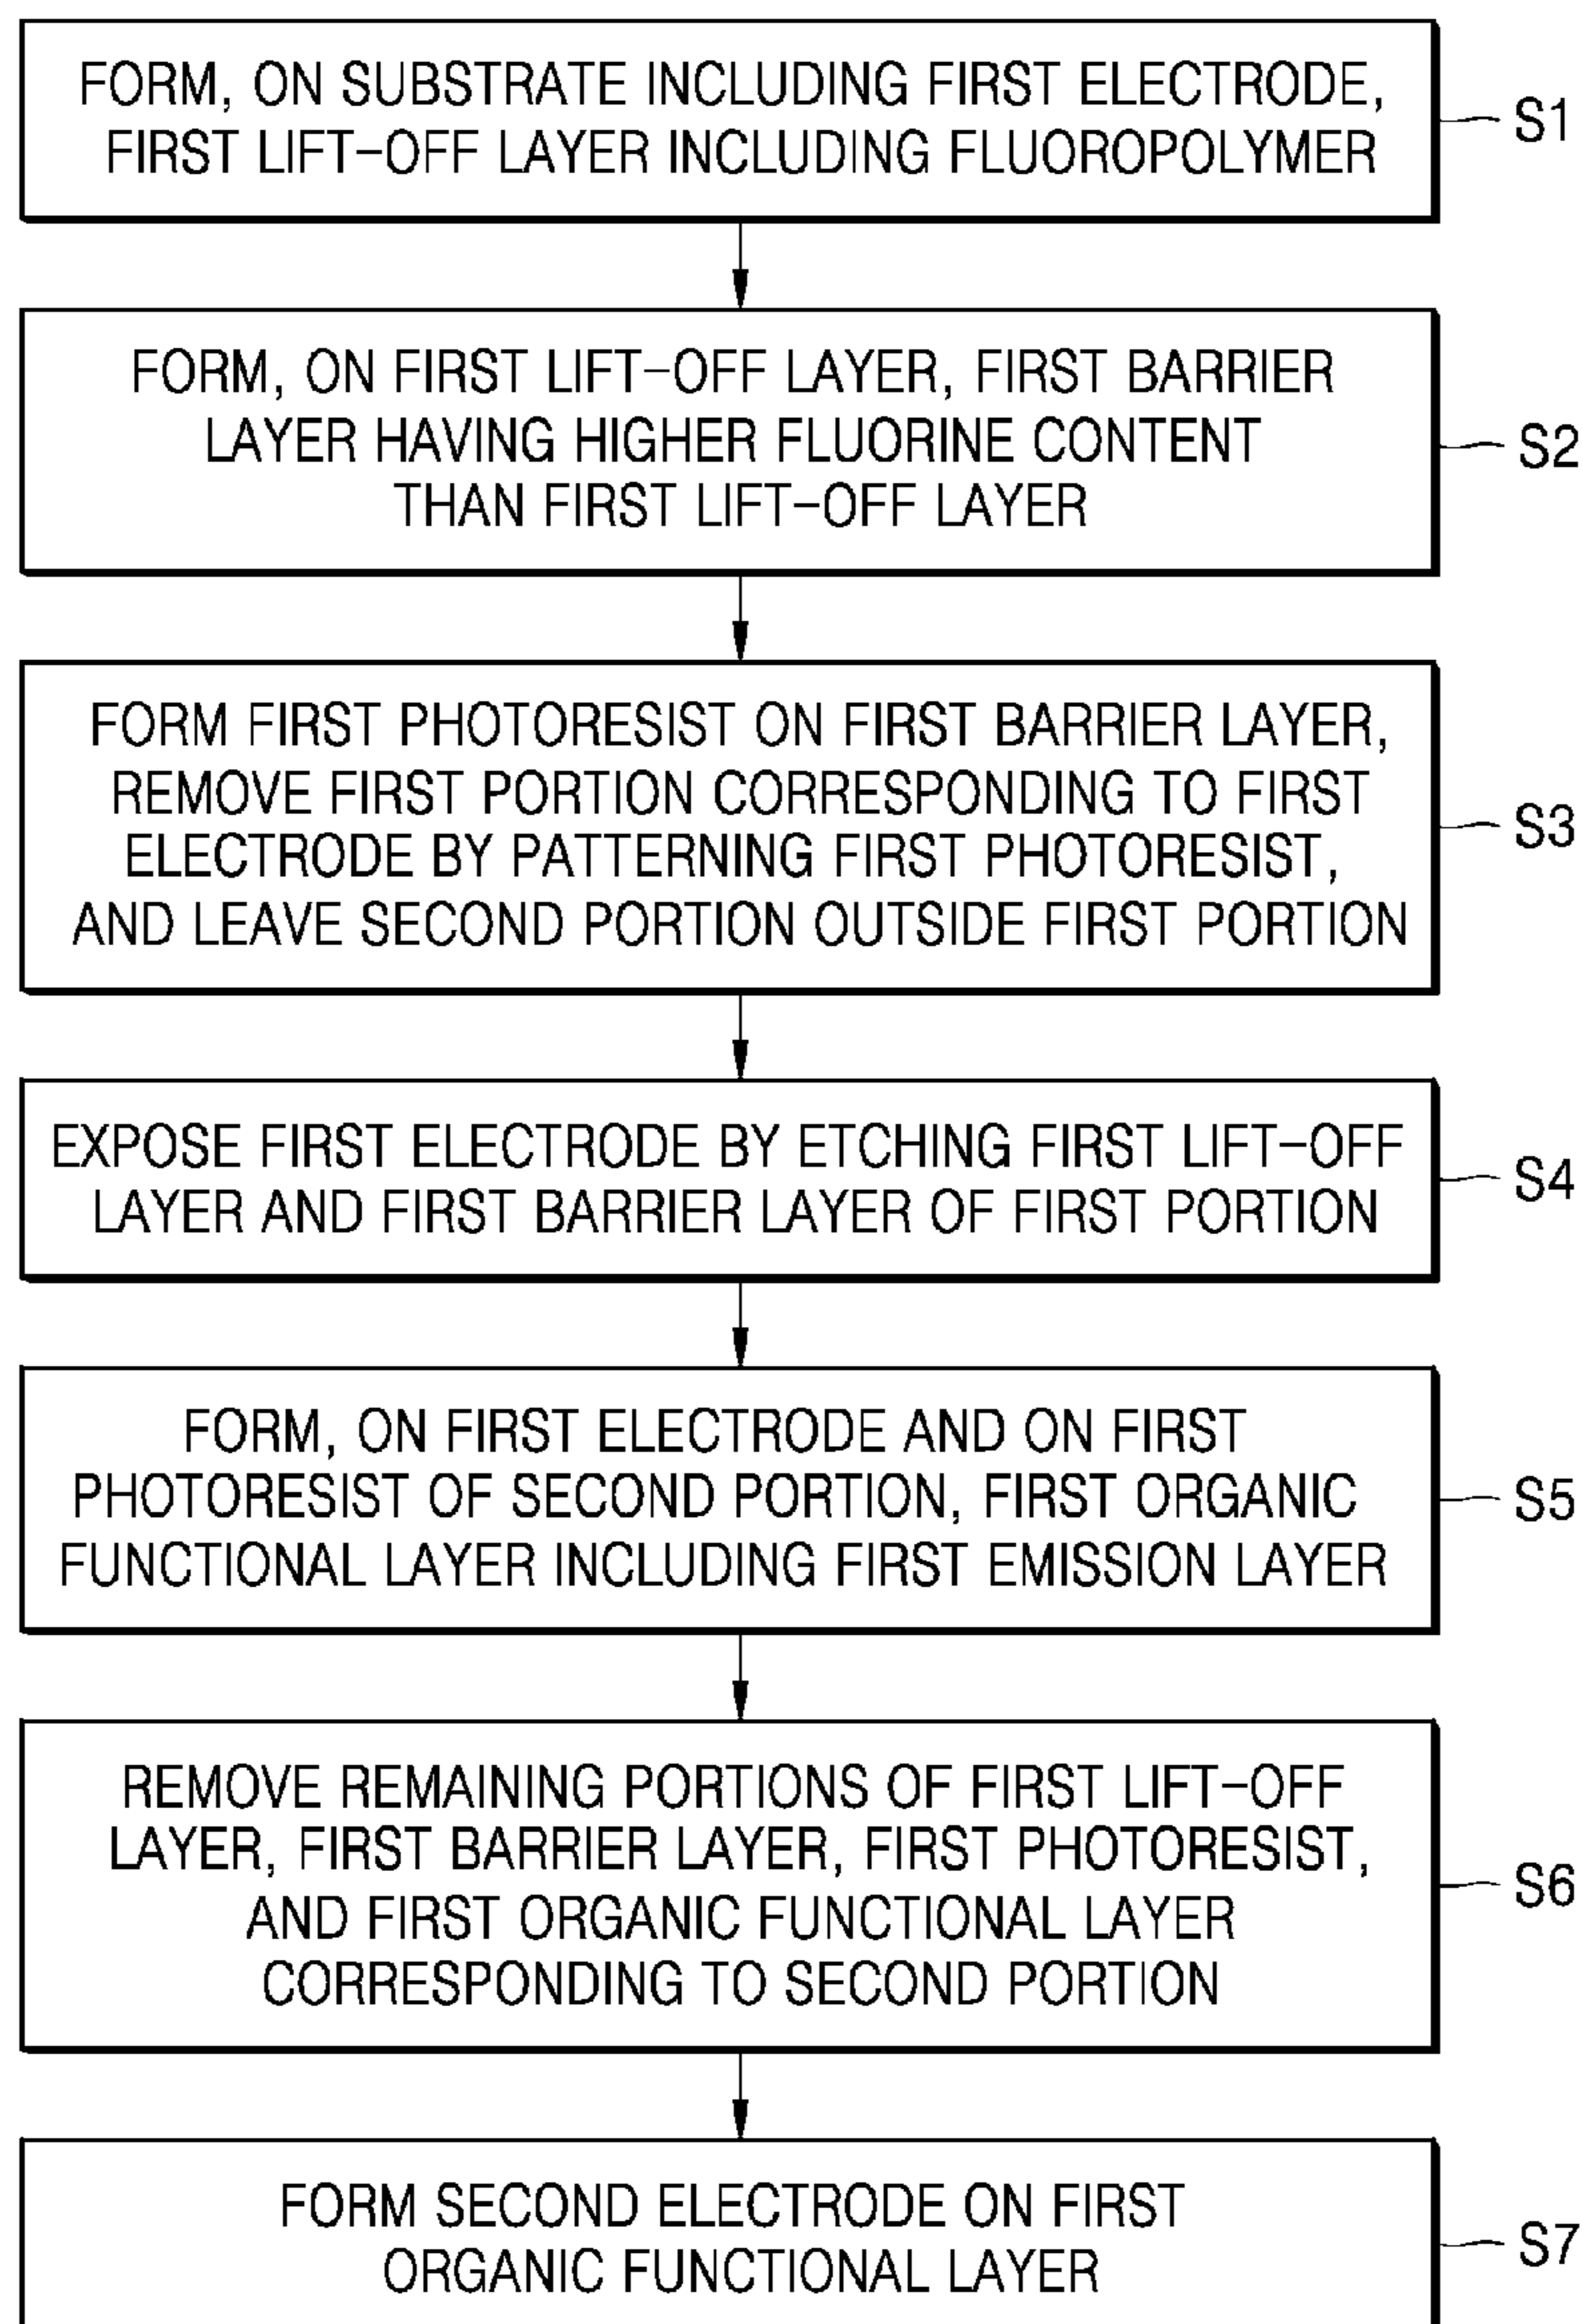 FORM, ON SUBSTRATE INCLUDING FIRST ELECTRODE,
FIRST LIFT-OFF LAYER INCLUDING FLUOROPOLYMER
S1
FORM, ON FIRST LIFT-OFF LAYER, FIRST BARRIER
LAYER HAVING HIGHER FLUORINE CONTENT
THAN FIRST LIFT-OFF LAYER
S2
FORM FIRST PHOTORESIST ON FIRST BARRIER LAYER,
REMOVE FIRST PORTION CORRESPONDING TO FIRST
ELECTRODE BY PATTERNING FIRST PHOTORESIST,
AND LEAVE SECOND PORTION OUTSIDE FIRST PORTION
S3
EXPOSE FIRST ELECTRODE BY ETCHING FIRST LIFT-OFF
LAYER AND FIRST BARRIER LAYER OF FIRST PORTION
S4
FORM, ON FIRST ELECTRODE AND ON FIRST
PHOTORESIST OF SECOND PORTION, FIRST ORGANIC
FUNCTIONAL LAYER INCLUDING FIRST EMISSION LAYER
S5
REMOVE REMAINING PORTIONS OF FIRST LIFT-OFF
LAYER, FIRST BARRIER LAYER, FIRST PHOTORESIST,
AND FIRST ORGANIC FUNCTIONAL LAYER
CORRESPONDING TO SECOND PORTION
S6
FORM SECOND ELECTRODE ON FIRST
ORGANIC FUNCTIONAL LAYER
S7